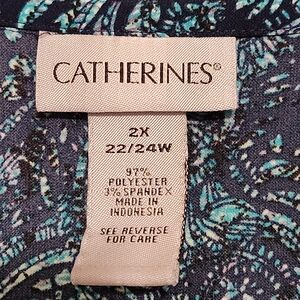 CATHERINES®
2X
22/24W
97%
POLYESTER
3% SPANDEX
MADE IN
INDONESIA
SEE REVERSE
FOR CARE